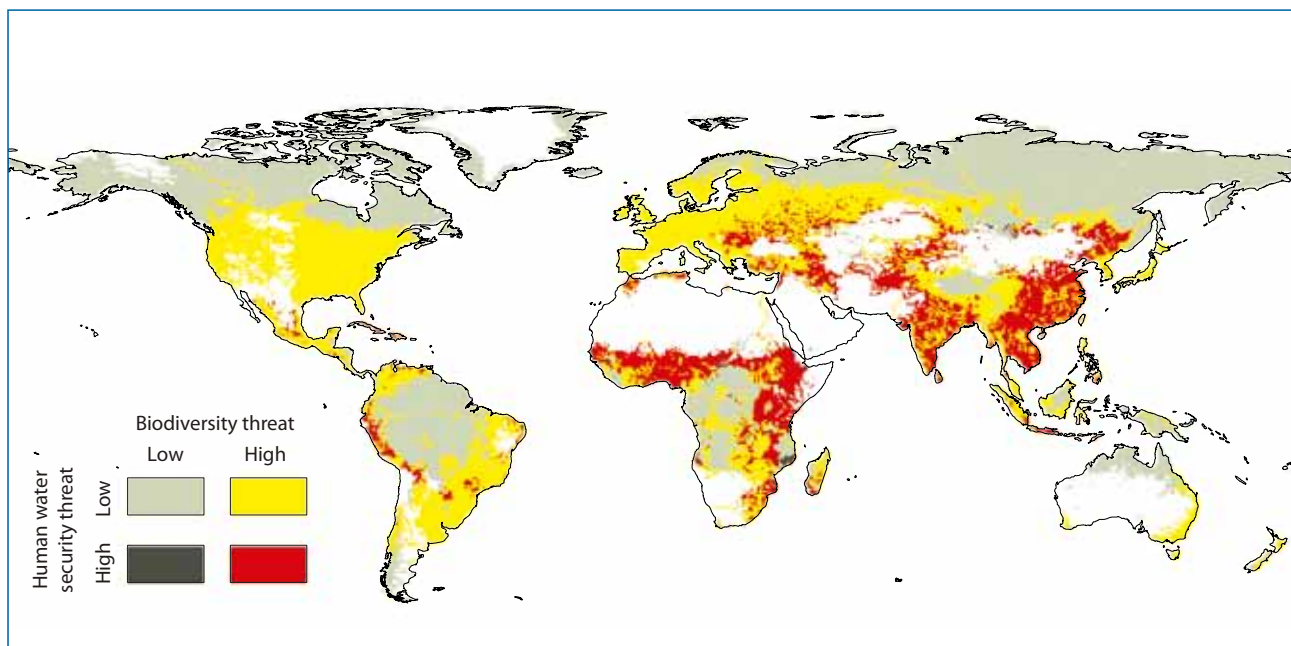 Biodiversity threat
Low High
Human water
security threat
Low
High